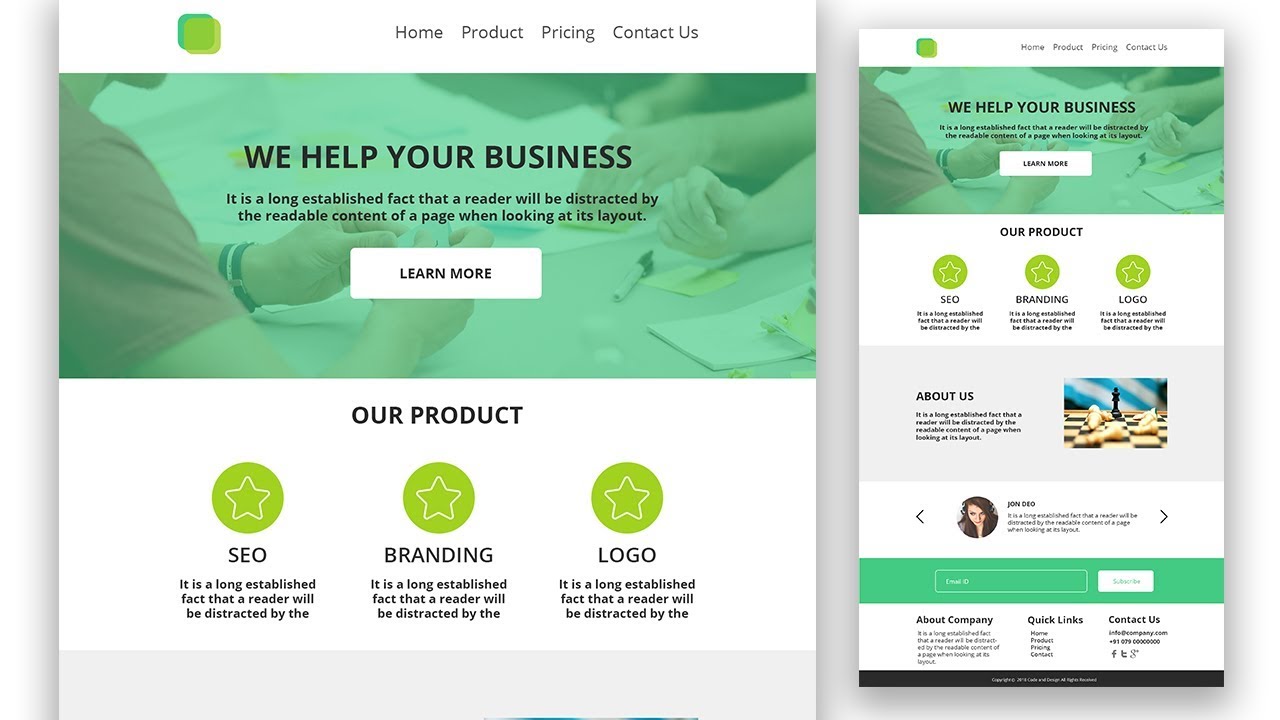 Home Product Pricing Contact Us
WE HELP YOUR BUSINESS
It is a long established fact that a reader will be distracted by
the readable content of a page when looking at its layout.
LEARN MORE
OUR PRODUCT
SEO BRANDING LOGO
It is a long established It is a long established It is a long established
fact that a reader will fact that a reader will fact that a reader will
be distracted by the be distracted by the be distracted by the
Home Product Pricing Contact Us
WE HELP YOUR BUSINESS
It is a long established fact that a reader will be distracted by
the readable content of a page when looking at its layout.
LEARN MORE
OUR PRODUCT
SEO BRANDING LOGO
It is a long established It is a long established It is a long established
fact that a reader will fact that a reader will fact that a reader will
be distracted by the be distracted by the be distracted by the
ABOUT US
It is a long established fact that a
reader will be distracted by the
readable content of a page when
looking at its layout.
JON DEO
It is a long established fact that a reader will be
distracted by the readable content of a page
when looking at its layout.
Email ID Subscribe
About Company Quick Links Contact Us
It is a long established fact Home info@company.com
that a reader will be distract- Product +91 079 00000000
ed by the readable content of Pricing
a page when looking at its Contact
layout.
Copyright© 2018 Code and Design All Rights Received